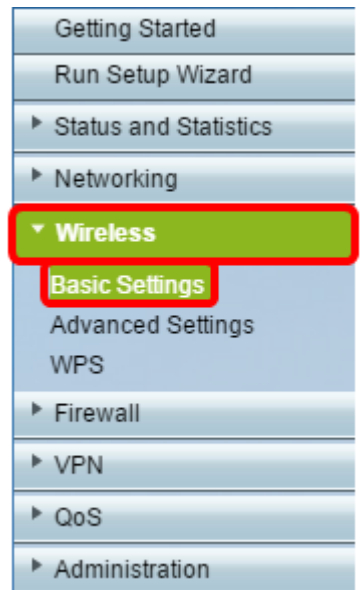 Getting Started
Run Setup Wizard
Status and Statistics
Networking
Wireless
Basic Settings
Advanced Settings
WPS
Firewall
VPN
QoS
Administration